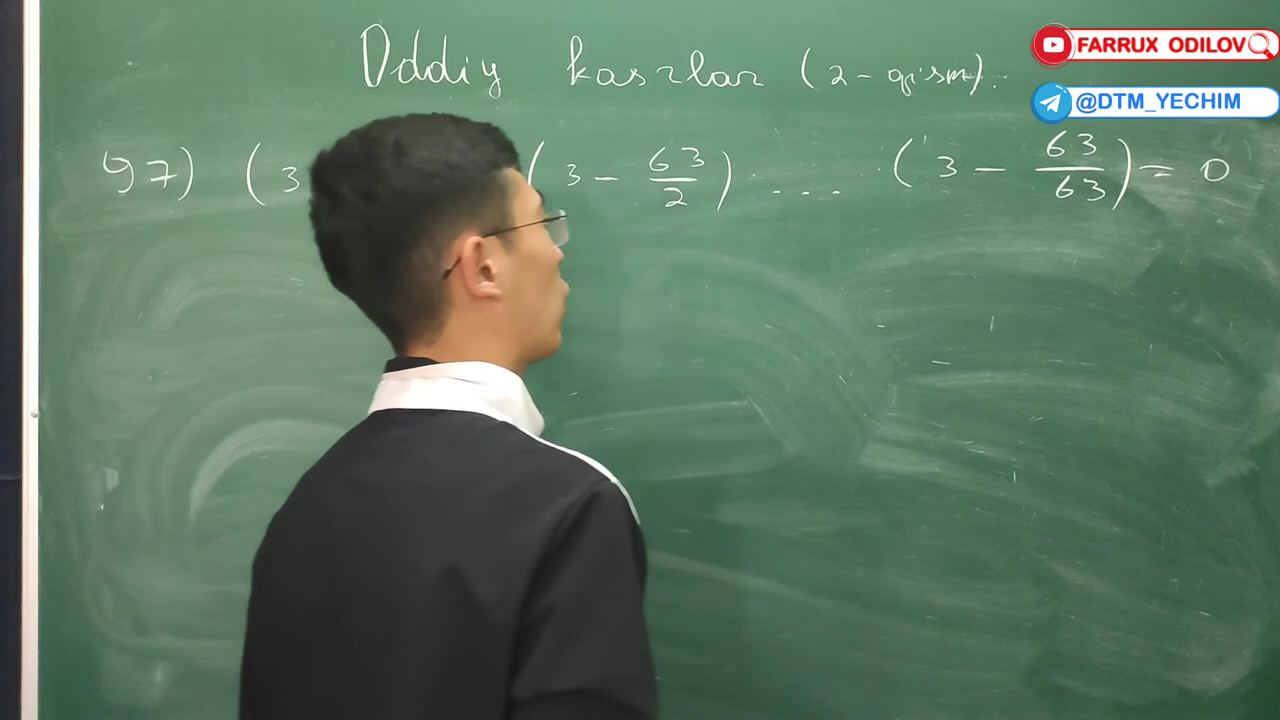 Oddiy kasrlar (2-qism).
97) (3 (3 - 63/2) · .... · (3 - 63/63) = 0
FARRUX ODILOV
@DTM_YECHIM